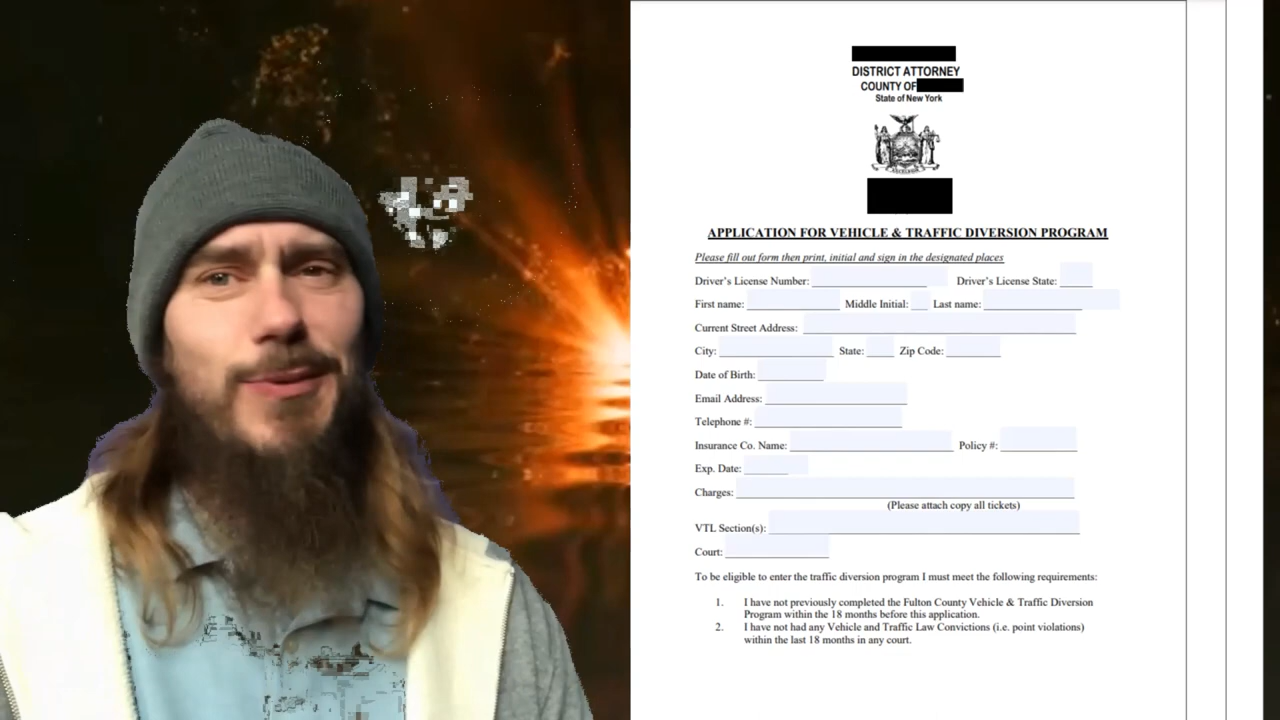 DISTRICT ATTORNEY
COUNTY OF
State of New York
EXCELSIOR
APPLICATION FOR VEHICLE & TRAFFIC DIVERSION PROGRAM
Please fill out form then print, initial and sign in the designated places
Driver's License Number: Driver's License State:
First name: Middle Initial: Last name:
Current Street Address:
City: State: Zip Code:
Date of Birth:
Email Address:
Telephone #:
Insurance Co. Name: Policy #:
Exp. Date:
Charges:
(Please attach copy all tickets)
VTL Section(s):
Court:
To be eligible to enter the traffic diversion program I must meet the following requirements:
1. I have not previously completed the Fulton County Vehicle & Traffic Diversion
Program within the 18 months before this application.
2. I have not had any Vehicle and Traffic Law Convictions (i.e. point violations)
within the last 18 months in any court.